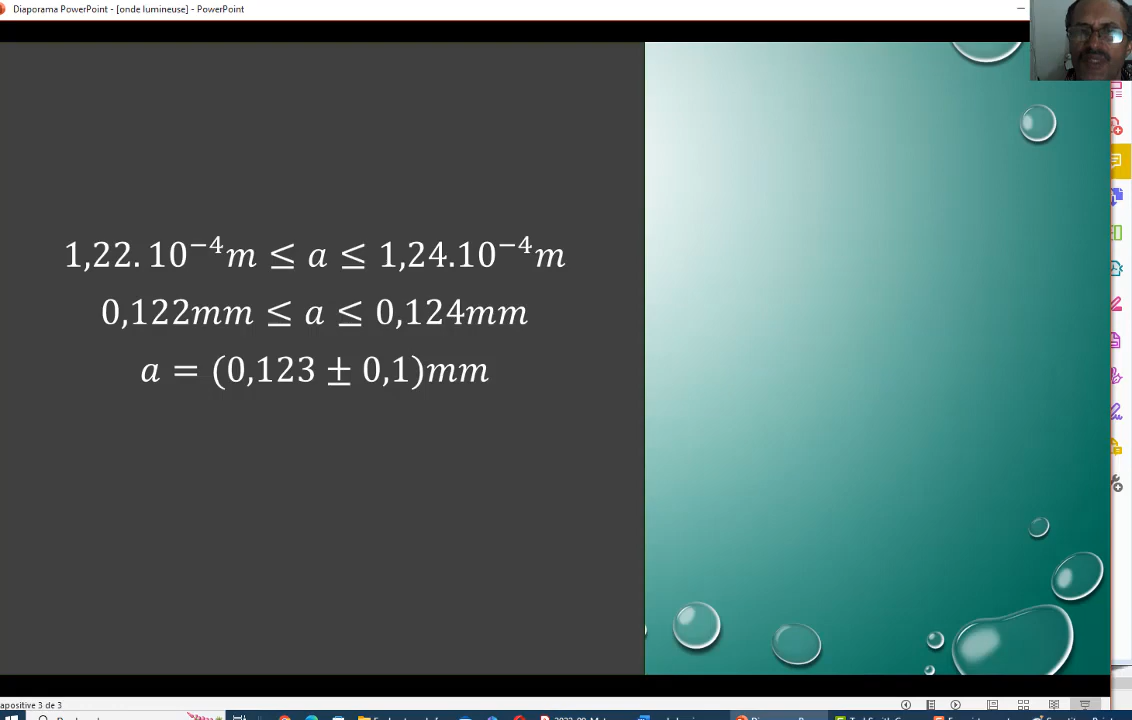 Diaporama PowerPoint - [onde lumineuse] - PowerPoint
1,22. 10⁻⁴m ≤ a ≤ 1,24.10⁻⁴m
0,122mm ≤ a ≤ 0,124mm
a = (0,123 ± 0,1)mm
apositive 3 de 3